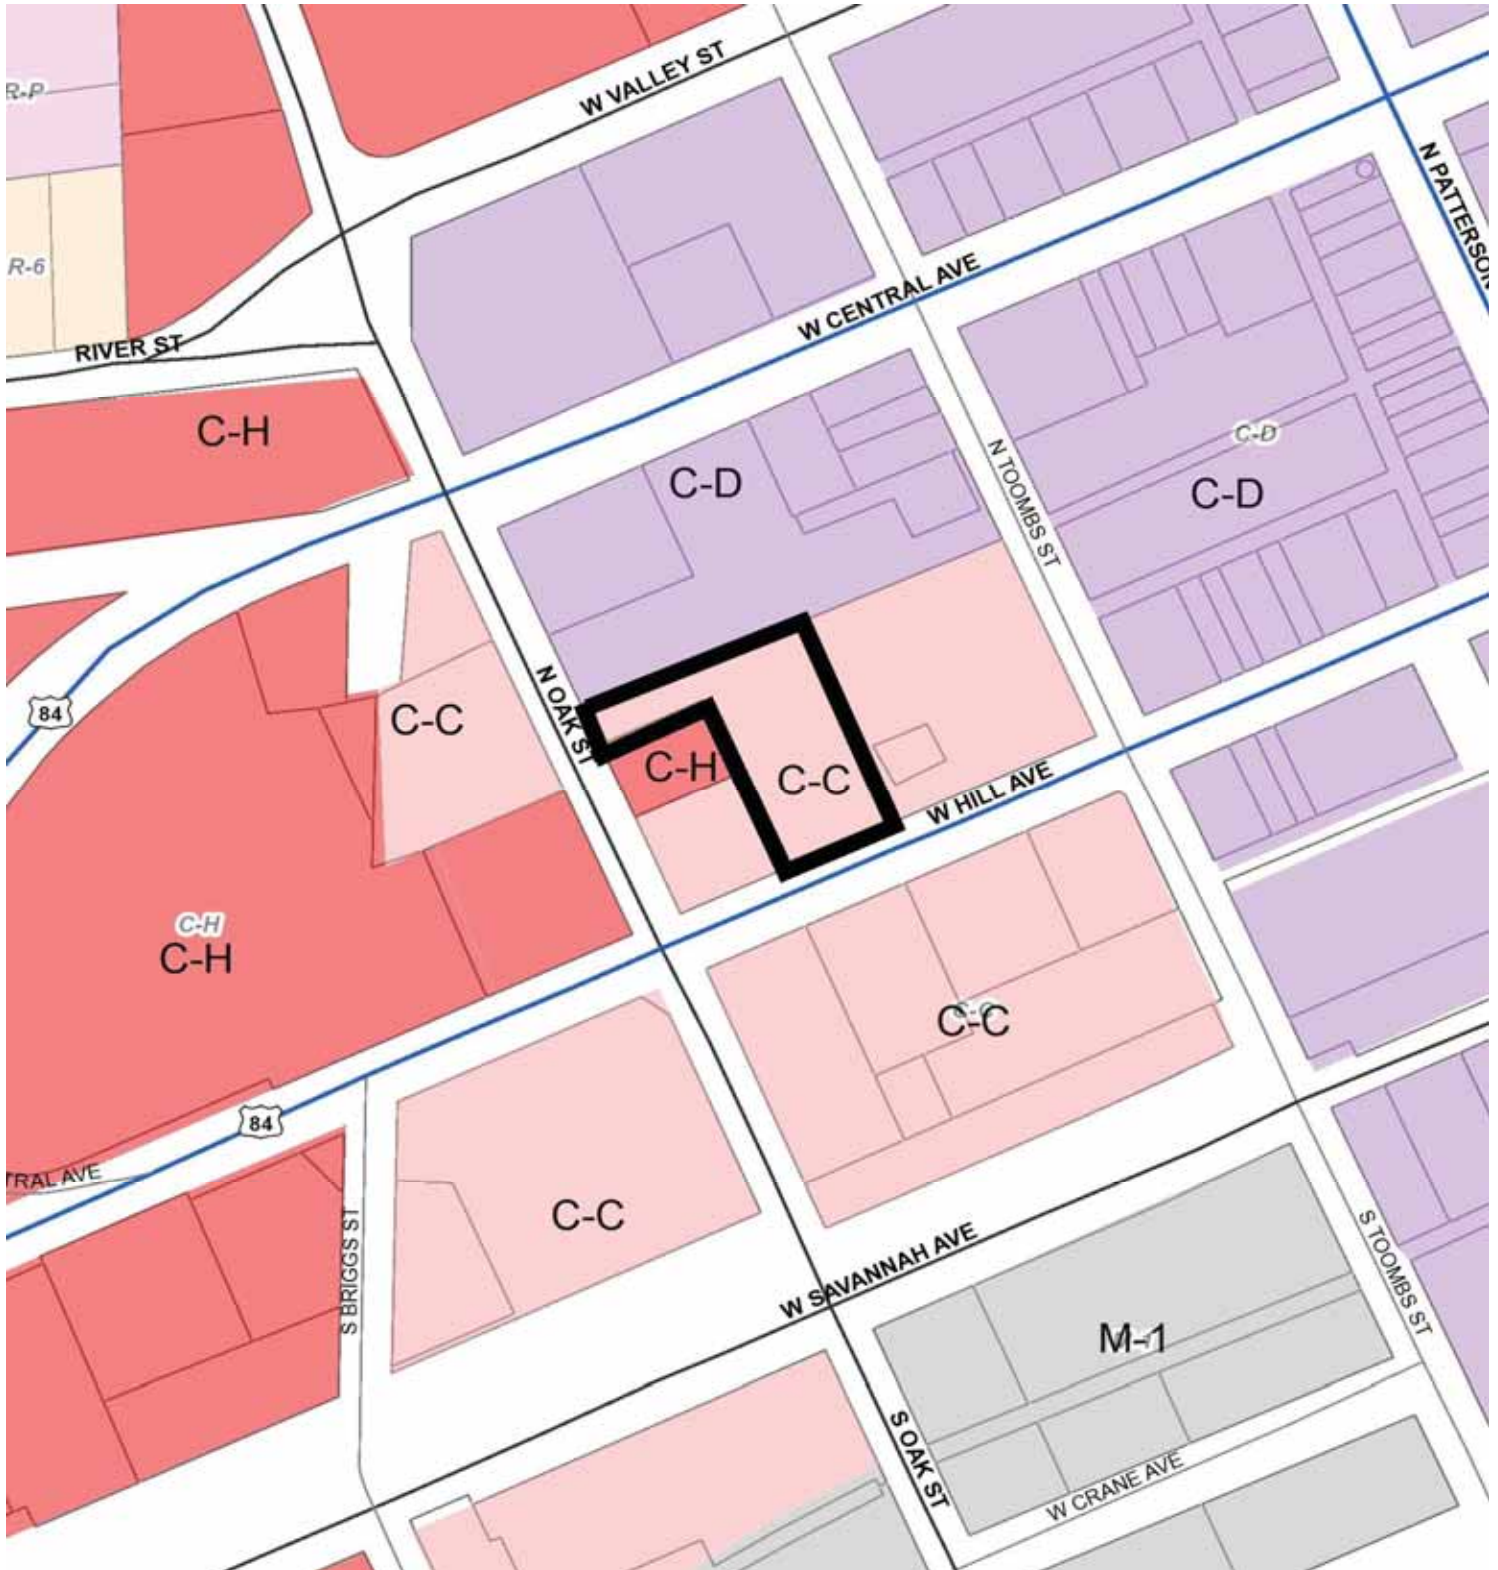 W VALLEY ST
R-P
N PATTERSON
R-6
W CENTRAL AVE
RIVER ST
C-H
C-D
C-D
C-D
N TOOMBS ST
84
C-C
N OAK ST
C-H
C-C
W HILL AVE
C-H
C-H
C-C
C-C
84
TRAL AVE
C-C
S BRIGGS ST
W SAVANNAH AVE
S TOOMBS ST
M-1
S OAK ST
W CRANE AVE